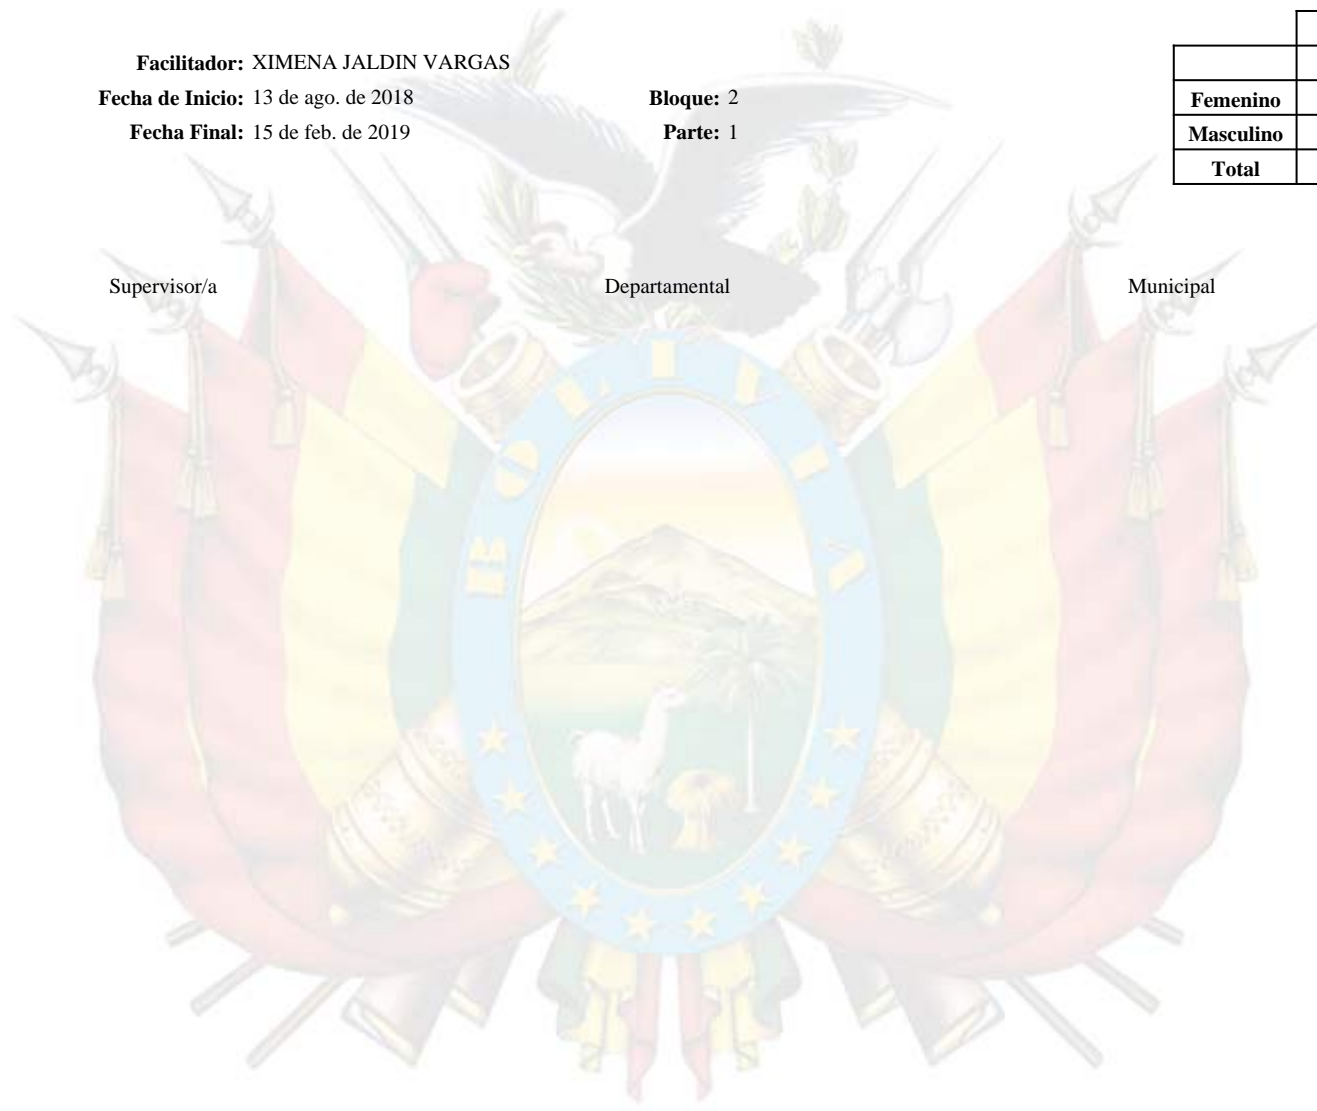 Facilitador: XIMENA JALDIN VARGAS
Fecha de Inicio: 13 de ago. de 2018 Bloque: 2
Fecha Final: 15 de feb. de 2019 Parte: 1
Femenino
Masculino
Total
Supervisor/a Departamental Municipal
BOLIVIA